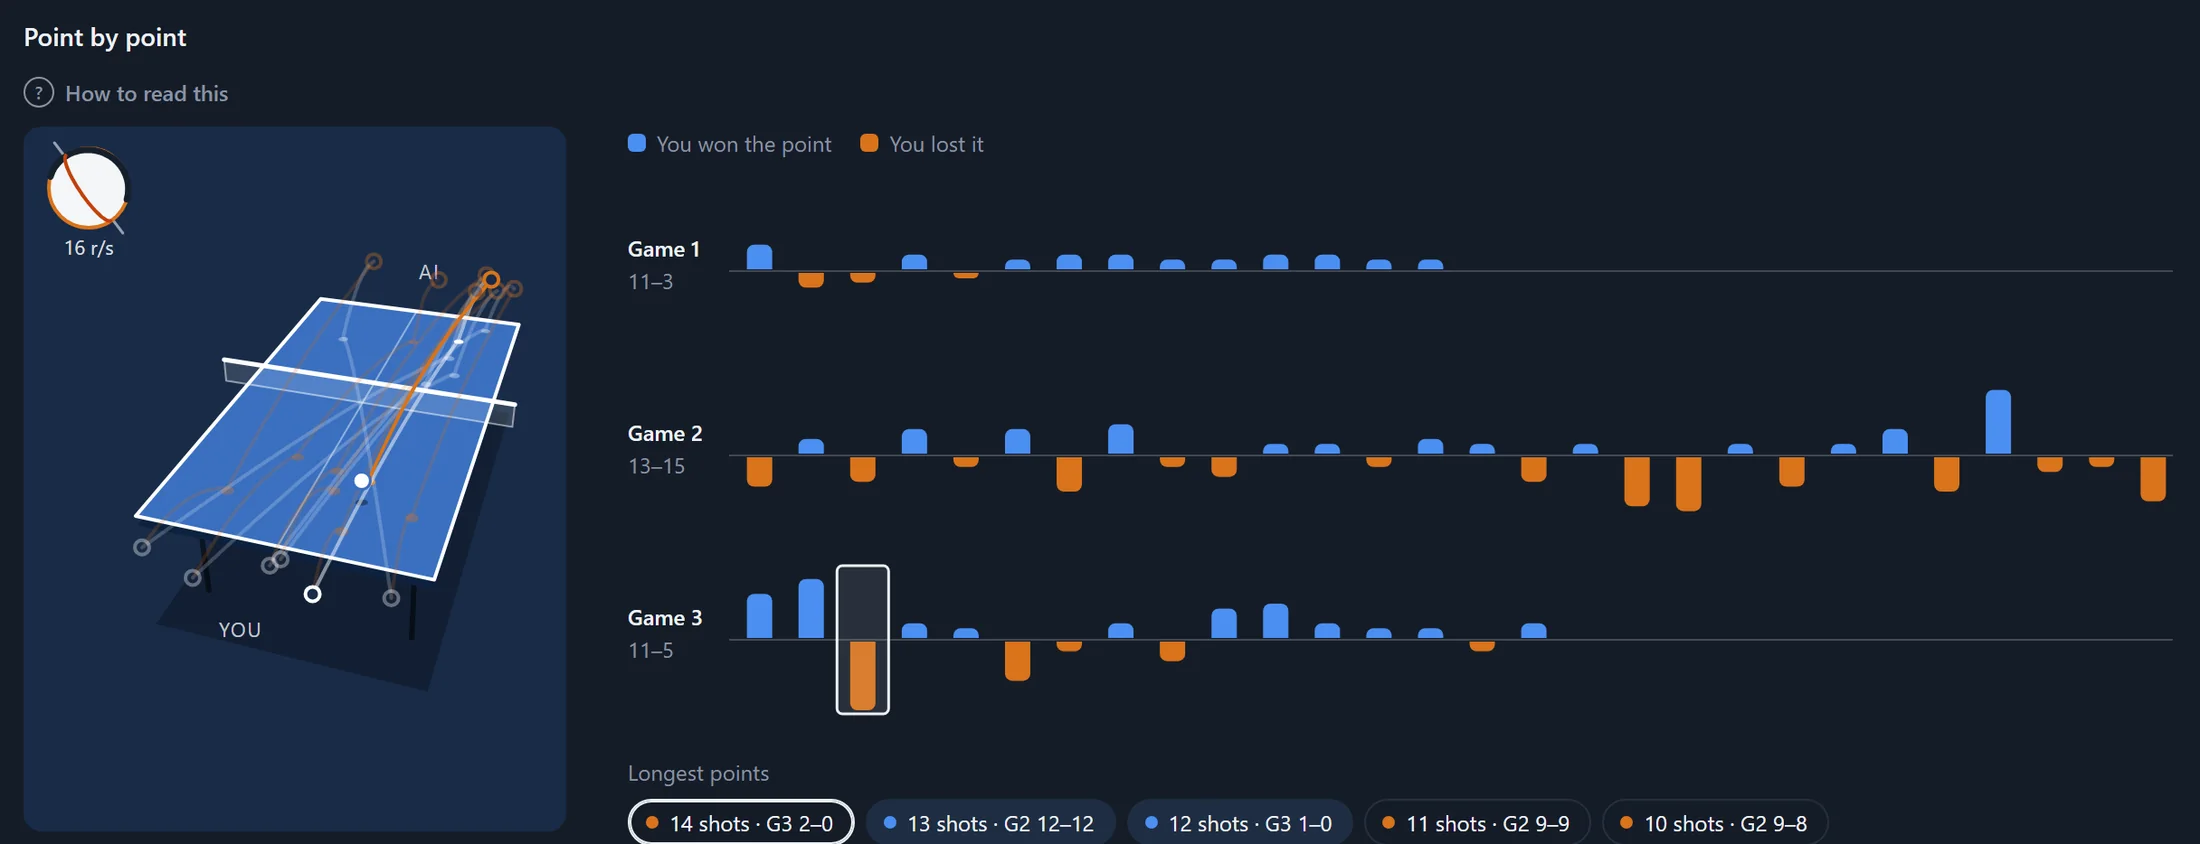 Point by point
? How to read this
16 r/s
AI
YOU
You won the point You lost it
Game 1
11–3
Game 2
13–15
Game 3
11–5
Longest points
14 shots · G3 2–0 13 shots · G2 12–12 12 shots · G3 1–0 11 shots · G2 9–9 10 shots · G2 9–8